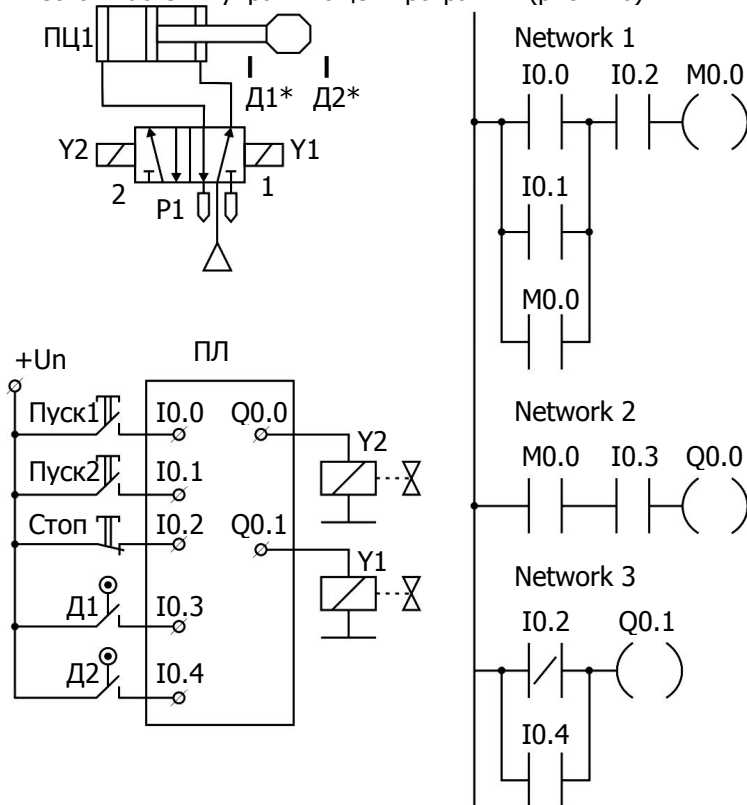 ПЦ1
Д1* Д2*
Y2 Y1
2 P1 1
+Un ПЛ
Пуск1 I0.0 Q0.0
Y2
Пуск2 I0.1
Стоп I0.2 Q0.1
Y1
Д1 I0.3
Д2 I0.4
Network 1
I0.0 I0.2 M0.0
I0.1
M0.0
Network 2
M0.0 I0.3 Q0.0
Network 3
I0.2 Q0.1
I0.4